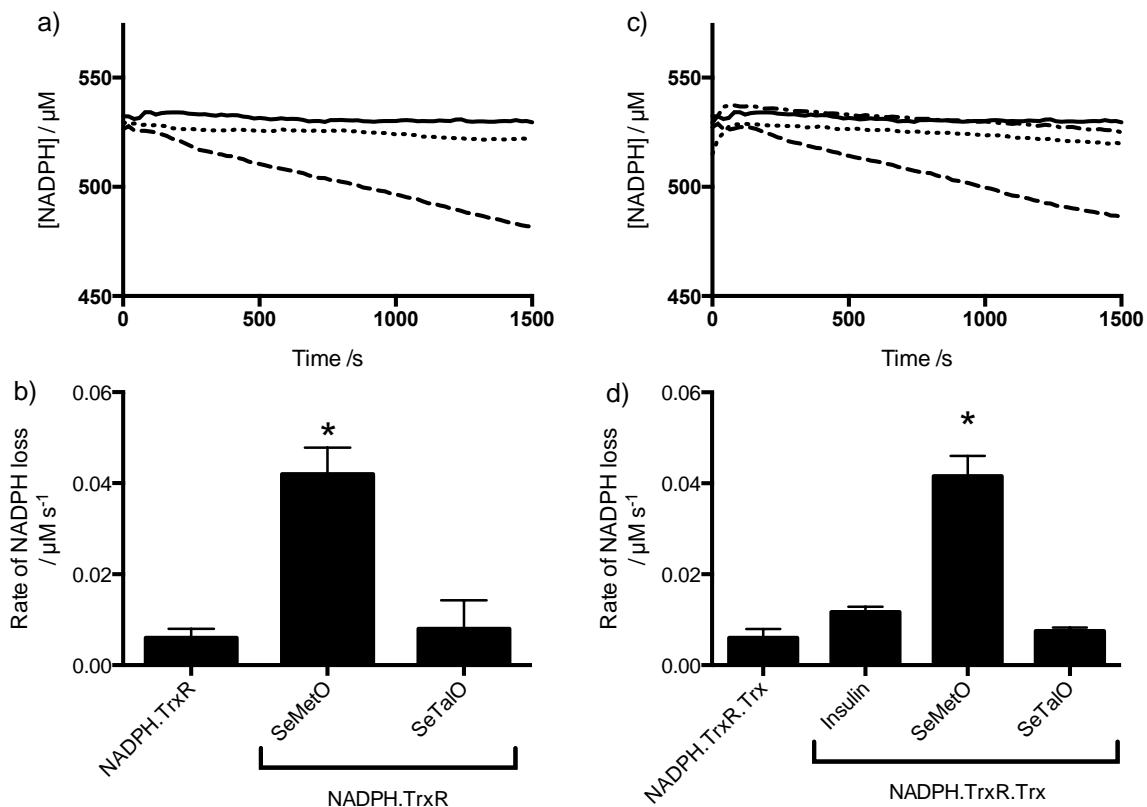 a)
[NADPH] / µM
550
500
450
0
500
1000
1500
Time /s
c)
[NADPH] / µM
550
500
450
0
500
1000
1500
Time /s
b)
Rate of NADPH loss
/ µM s-1
0.06
0.04
0.02
0.00
*
NADPH.TrxR
SeMetO
SeTalO
NADPH.TrxR
d)
Rate of NADPH loss
/ µM s-1
0.06
0.04
0.02
0.00
*
NADPH.TrxR.Trx
Insulin
SeMetO
SeTalO
NADPH.TrxR.Trx